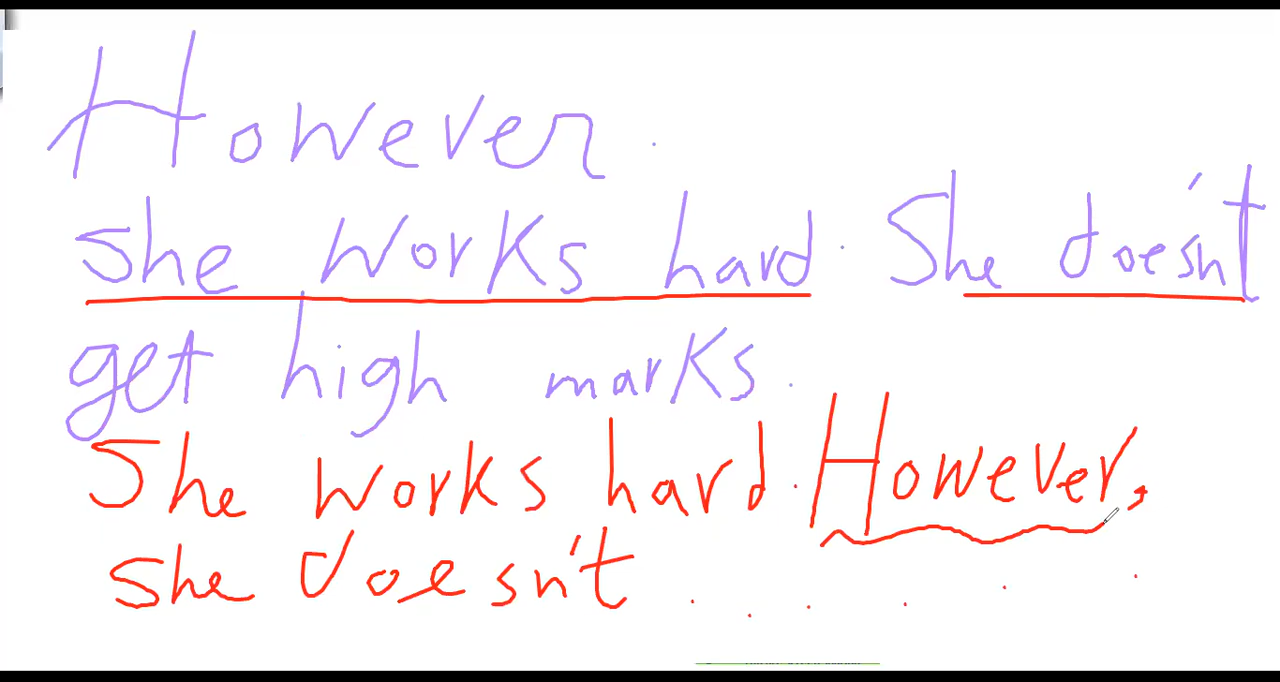 However.
She works hard. She doesn't
get high marks.
She works hard. However,
she doesn't . . . . . .